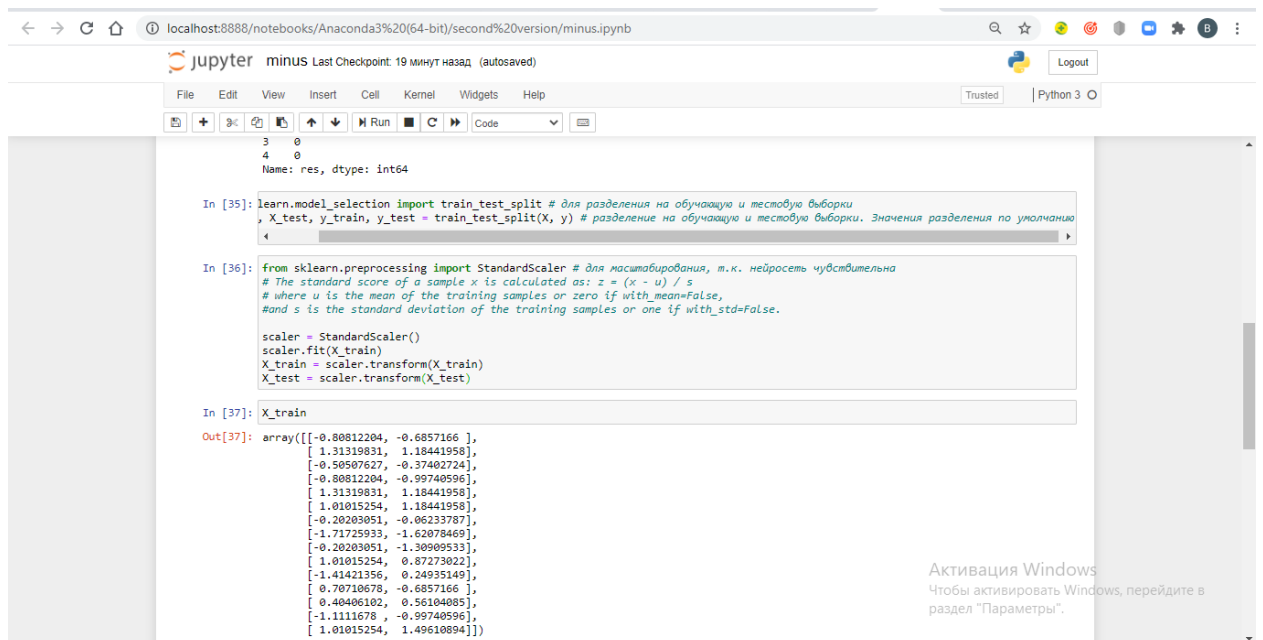 localhost:8888/notebooks/Anaconda3%20(64-bit)/second%20version/minus.ipynb
B
jupyter minus Last Checkpoint: 19 минут назад (autosaved)
Logout
File Edit View Insert Cell Kernel Widgets Help
Trusted
Python 3
Run
Code
3 0
4 0
Name: res, dtype: int64
In [35]: learn.model_selection import train_test_split # для разделения на обучающую и тестовую выборки
, X_test, y_train, y_test = train_test_split(X, y) # разделение на обучающую и тестовую выборки. Значения разделения по умолчанию
In [36]: from sklearn.preprocessing import StandardScaler # для масштабирования, т.к. нейросеть чувствительна
# The standard score of a sample x is calculated as: z = (x - u) / s
# where u is the mean of the training samples or zero if with_mean=False,
#and s is the standard deviation of the training samples or one if with_std=False.
scaler = StandardScaler()
scaler.fit(X_train)
X_train = scaler.transform(X_train)
X_test = scaler.transform(X_test)
In [37]: X_train
Out[37]: array([[-0.80812204, -0.6857166 ],
[ 1.31319831, 1.18441958],
[-0.50507627, -0.37402724],
[-0.80812204, -0.99740596],
[ 1.31319831, 1.18441958],
[ 1.01015254, 1.18441958],
[-0.20203051, -0.06233787],
[-1.71725933, -1.62078469],
[-0.20203051, -1.30909533],
[ 1.01015254, 0.87273022],
[-1.41421356, 0.24935149],
[ 0.70710678, -0.6857166 ],
[ 0.40406102, 0.56104085],
[-1.1111678 , -0.99740596],
[ 1.01015254, 1.49610894]])
Активация Windows
Чтобы активировать Windows, перейдите в
раздел "Параметры".